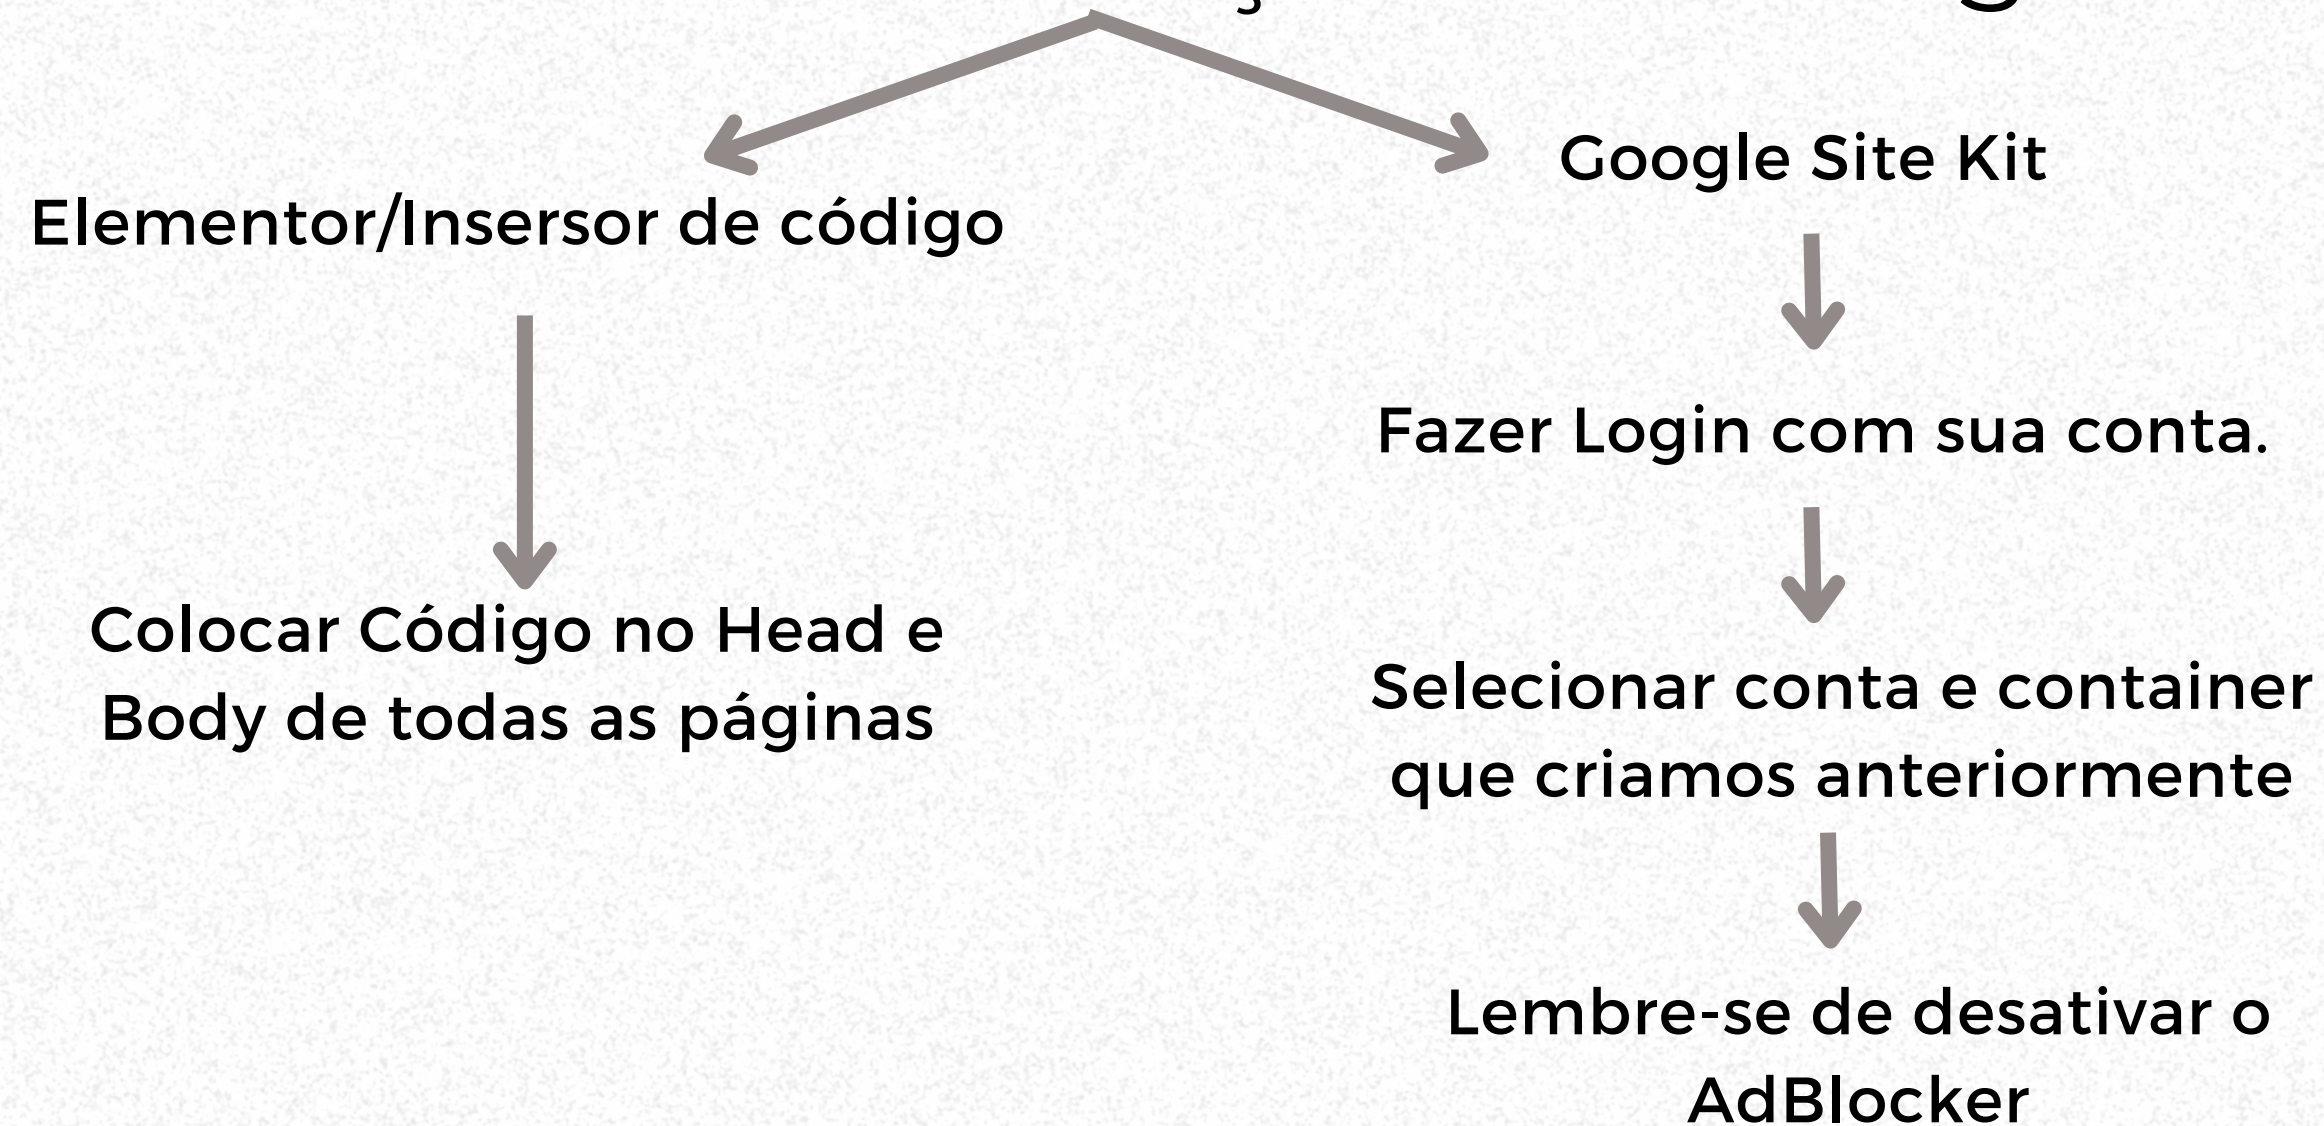 Google Site Kit
Elementor/Insersor de código
Fazer Login com sua conta.
Colocar Código no Head e
Body de todas as páginas
Selecionar conta e container
que criamos anteriormente
Lembre-se de desativar o
AdBlocker